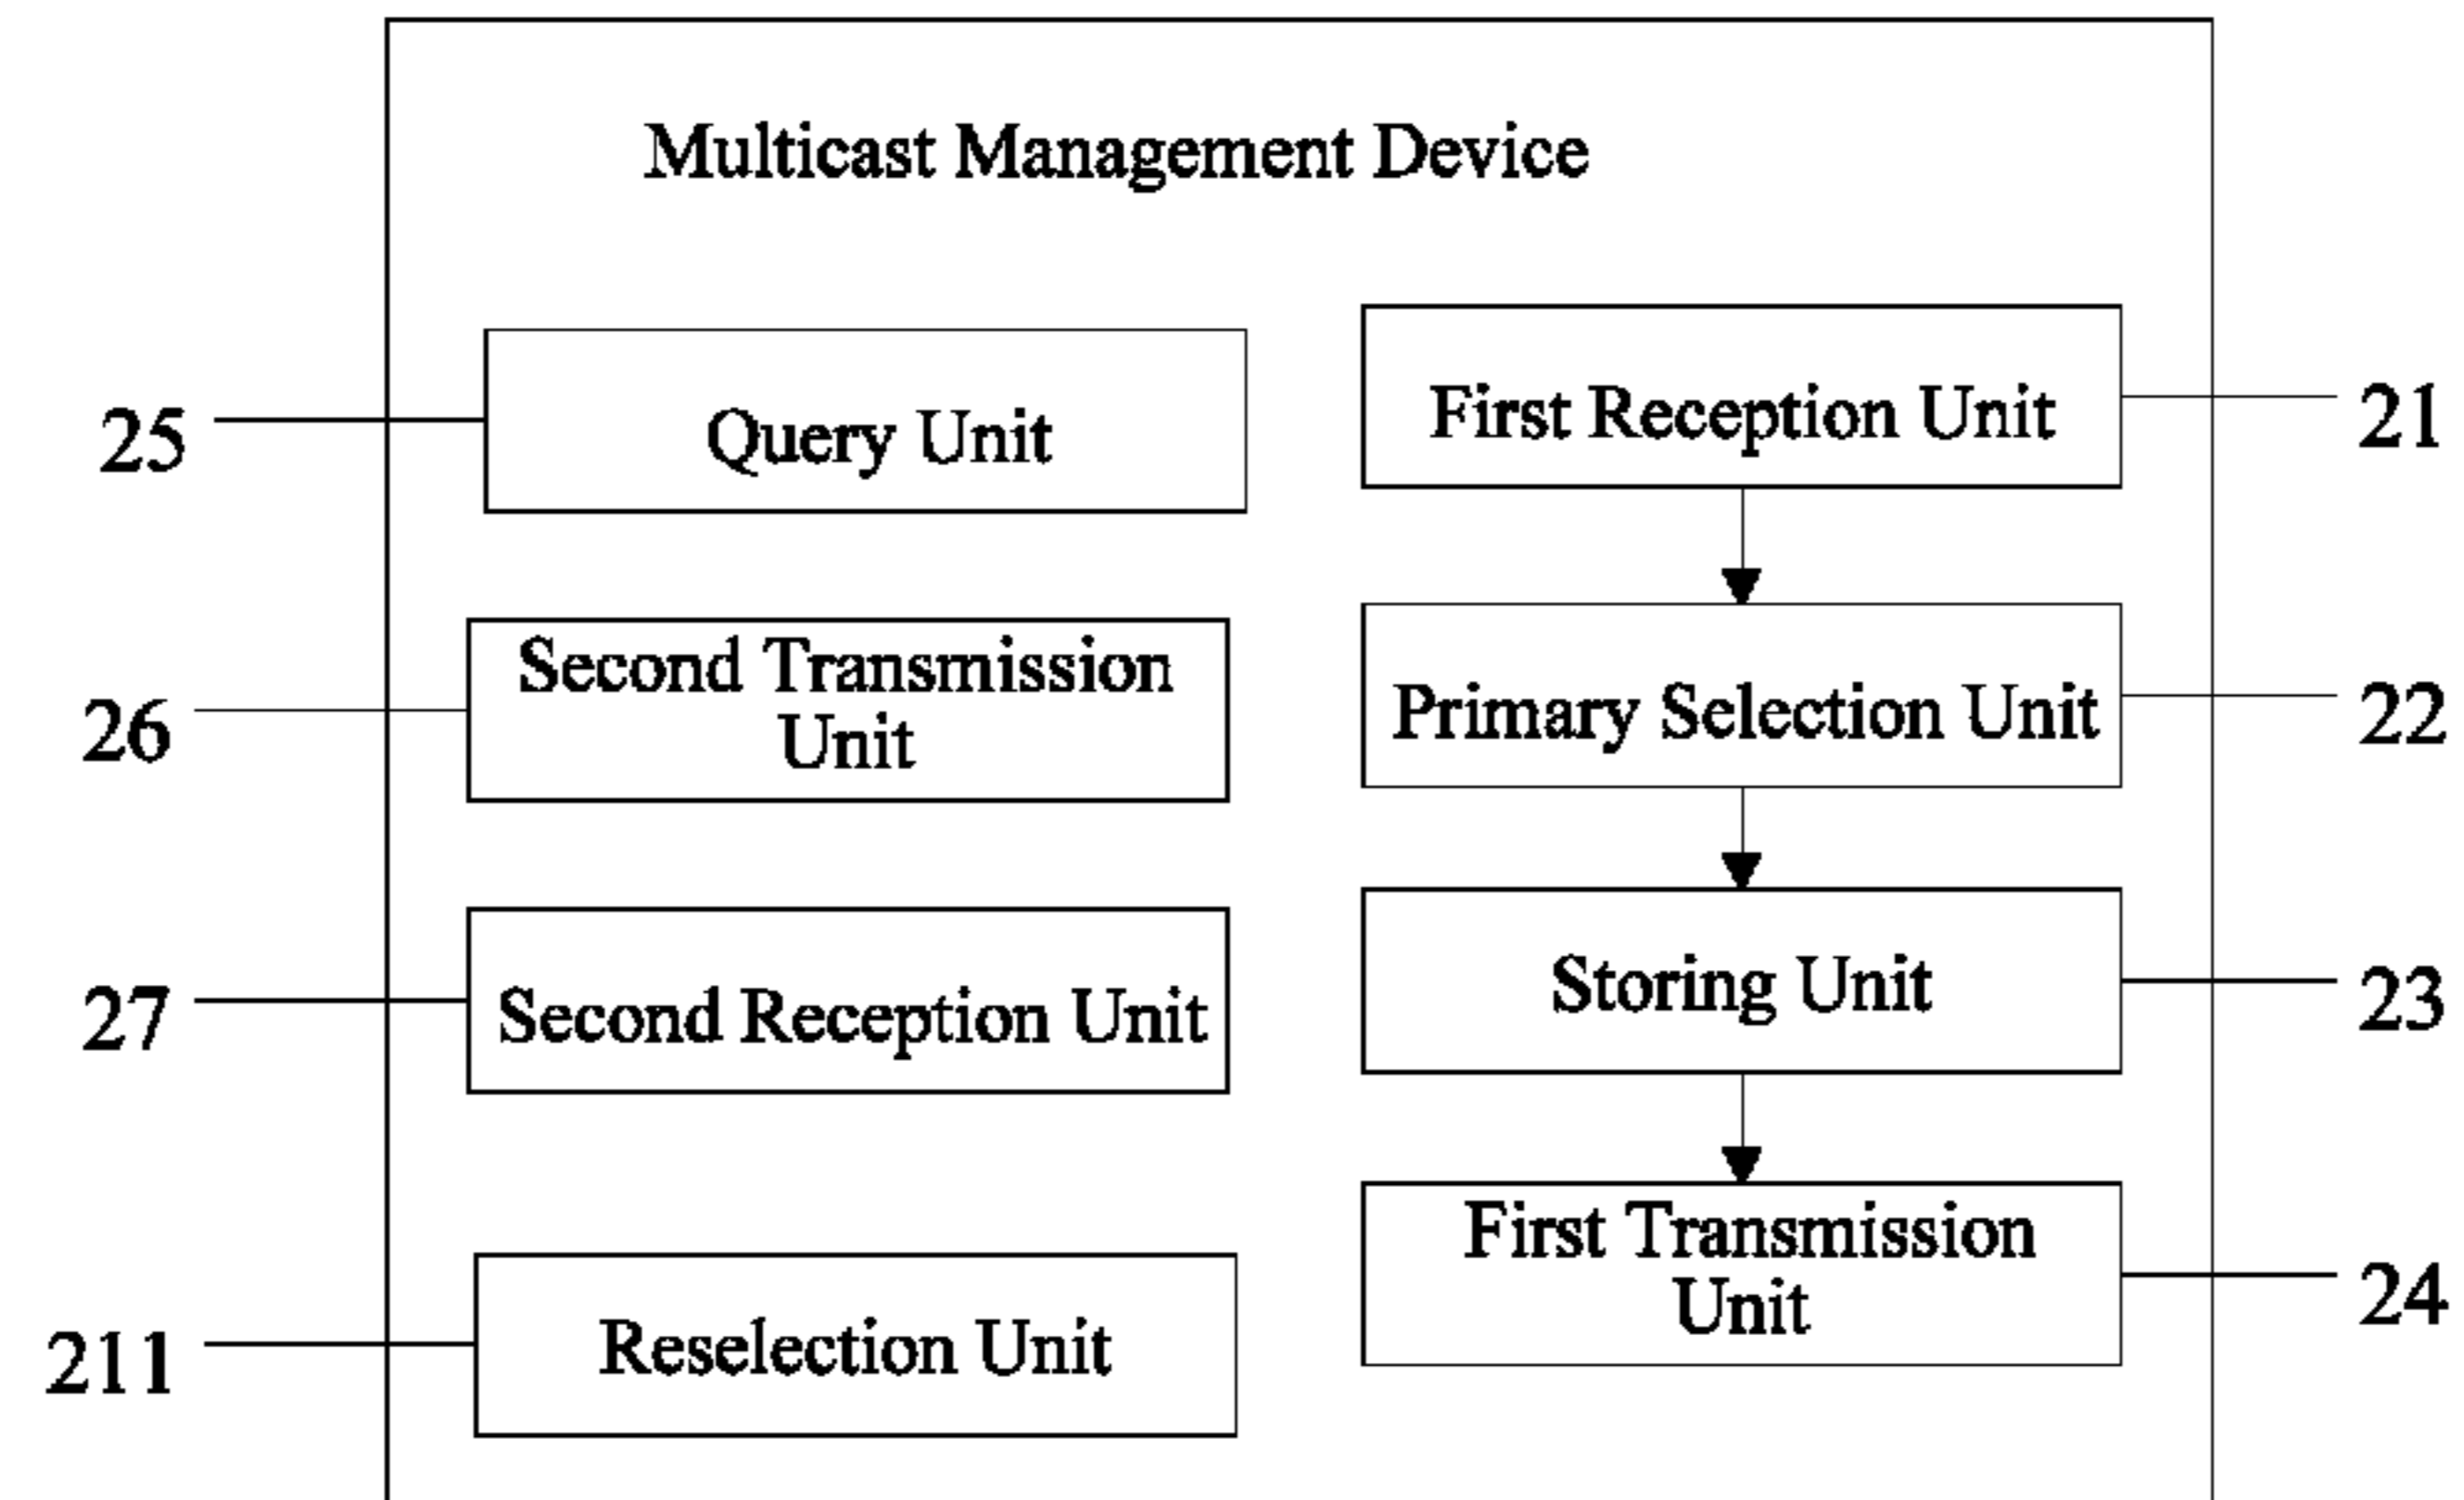 Multicast Management Device
25
Query Unit
First Reception Unit
21
26
Second Transmission
Unit
Primary Selection Unit
22
27
Second Reception Unit
Storing Unit
23
211
Reselection Unit
First Transmission
Unit
24